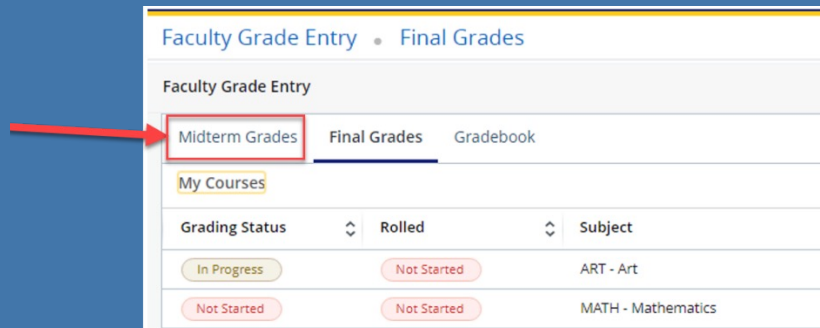 Faculty Grade Entry • Final Grades
Faculty Grade Entry
Midterm Grades Final Grades Gradebook
My Courses
Grading Status Rolled Subject
In Progress Not Started ART - Art
Not Started Not Started MATH - Mathematics